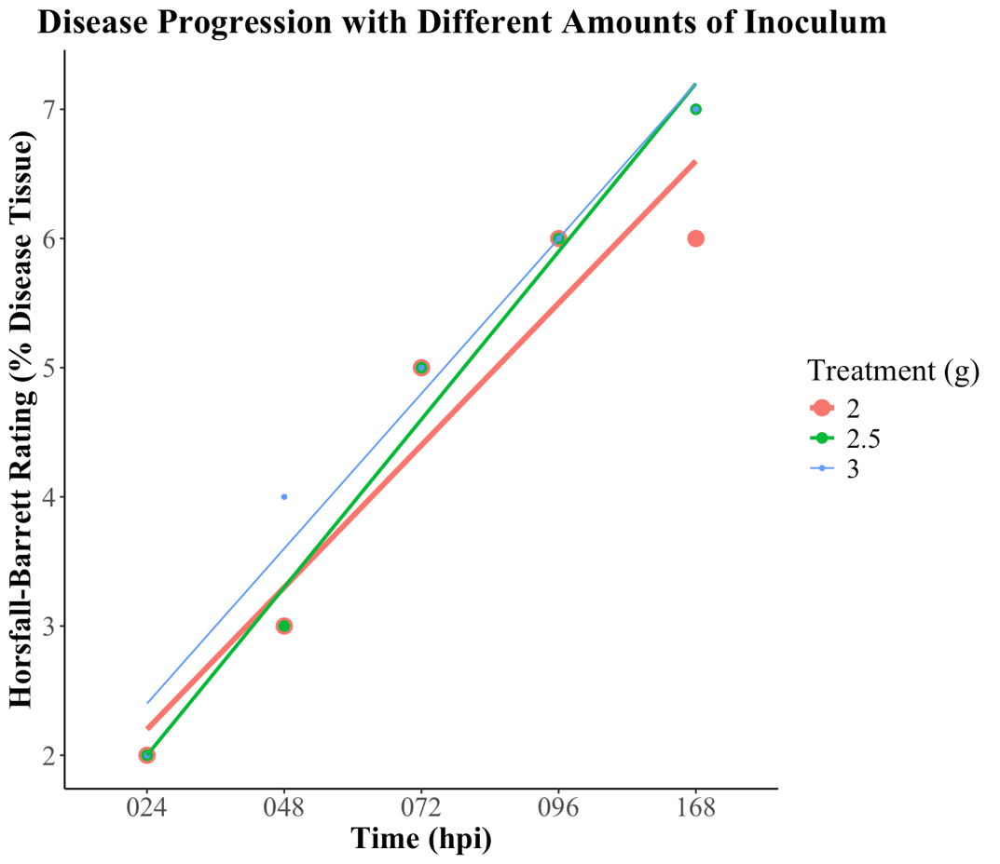 Disease Progression with Different Amounts of Inoculum
Horsfall-Barrett Rating (% Disease Tissue)
7
6
5
4
3
2
024 048 072 096 168
Time (hpi)
Treatment (g)
2
2.5
3